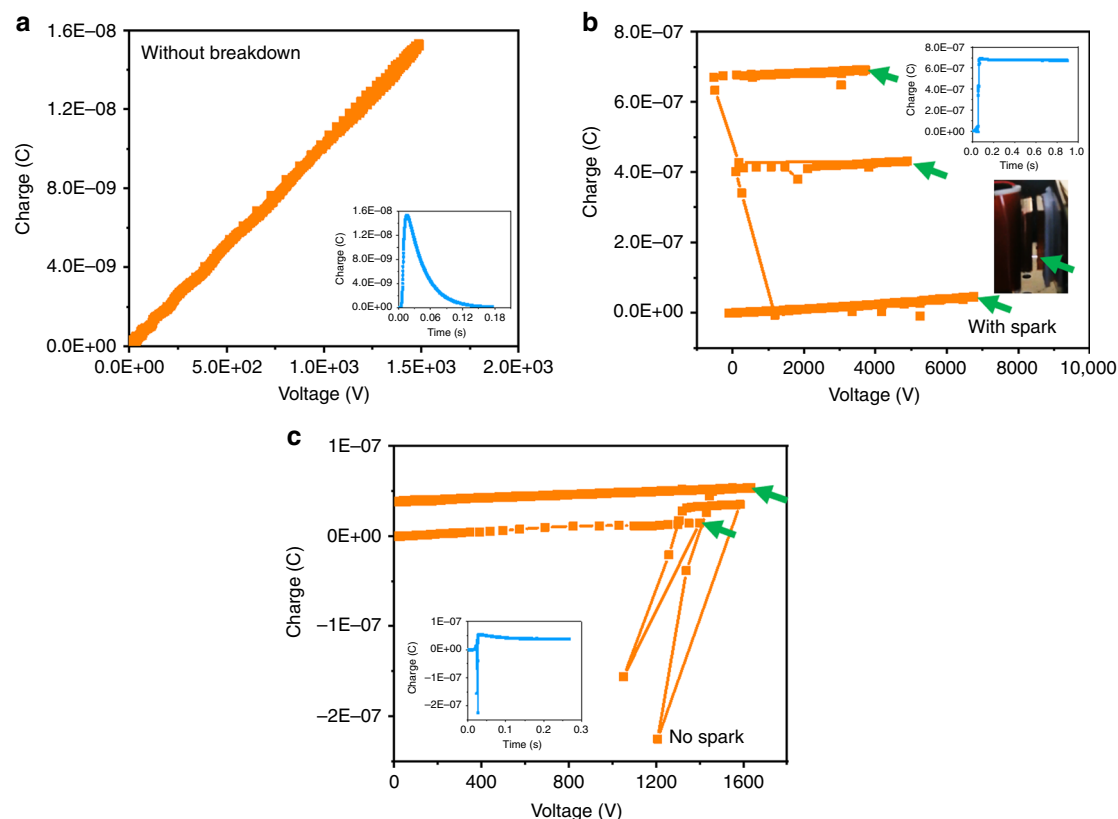 a
Charge (C)
1.6E−08
1.2E−08
8.0E−09
4.0E−09
0.0E+00
Without breakdown
0.0E+00 5.0E+02 1.0E+03 1.5E+03 2.0E+03
Voltage (V)
Charge (C)
1.6E−08
1.2E−08
8.0E−09
4.0E−09
0.0E+00
0.00 0.06 0.12 0.18
Time (s)
b
Charge (C)
8.0E−07
6.0E−07
4.0E−07
2.0E−07
0.0E+00
0 2000 4000 6000 8000 10,000
Voltage (V)
With spark
Charge (C)
8.0E−07
6.0E−07
4.0E−07
2.0E−07
0.0E+00
0.0 0.2 0.4 0.6 0.8 1.0
Time (s)
c
Charge (C)
1E−07
0E+00
−1E−07
−2E−07
0 400 800 1200 1600
Voltage (V)
No spark
Charge (C)
1E−07
0E+00
−1E−07
−2E−07
0.0 0.1 0.2 0.3
Time (s)